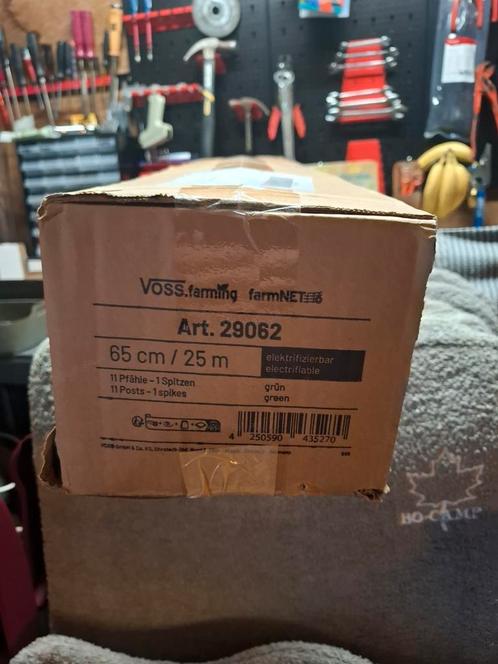 VOSS.farming farmNET
Art. 29062
65 cm / 25 m
elektrifizierbar
electrifiable
11 Pfähle - 1 Spitzen
11 Posts - 1 spikes
grün
green
4 250590 435270
BO-CAMP